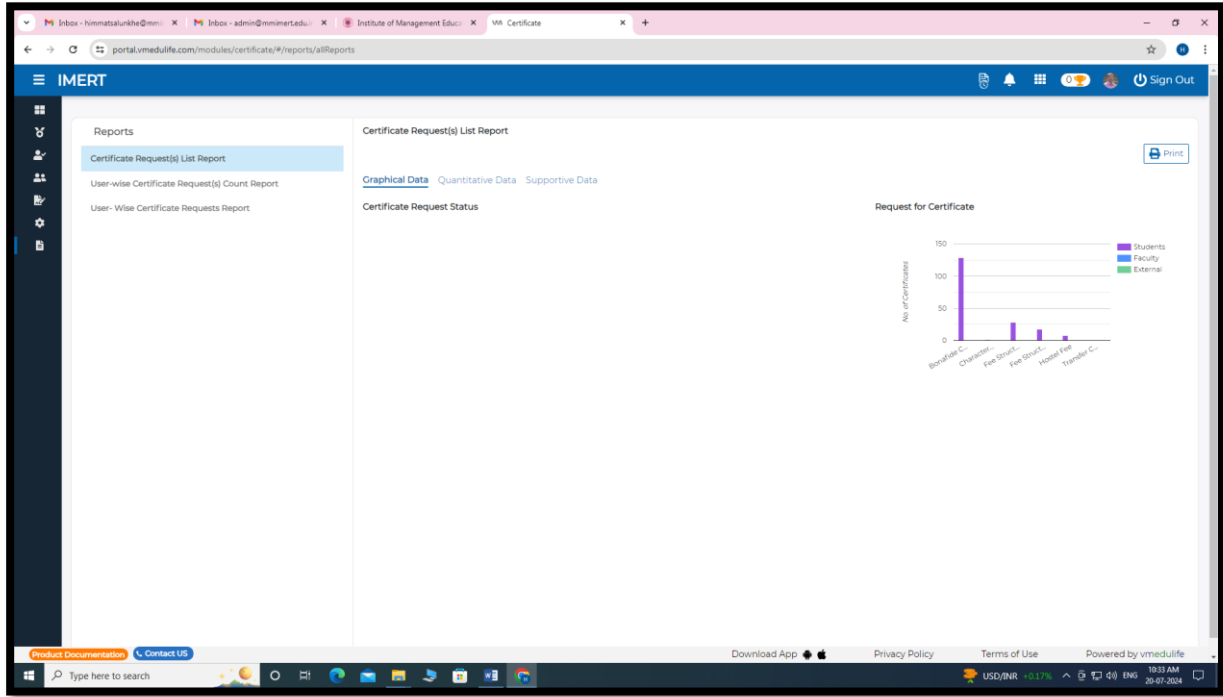 Inbox - himmatsalunkhe@mmi
Inbox - admin@mmimert.edu.i
Institute of Management Educa
Certificate
portal.vmedulife.com/modules/certificate/#/reports/allReports
H
IMERT
0
Sign Out
Reports
Certificate Request(s) List Report
User-wise Certificate Request(s) Count Report
User- Wise Certificate Requests Report
Certificate Request(s) List Report
Print
Graphical Data Quantitative Data Supportive Data
Certificate Request Status
Request for Certificate
No. of Certificates
150
100
50
0
Bonafide C...
Character...
Fee Struct...
Fee Struct...
Hostel Fee
Transfer C...
Students
Faculty
External
Product Documentation
Contact US
Download App
Privacy Policy
Terms of Use
Powered by vmedulife
Type here to search
USD/INR +0.17%
ENG
10:33 AM
20-07-2024